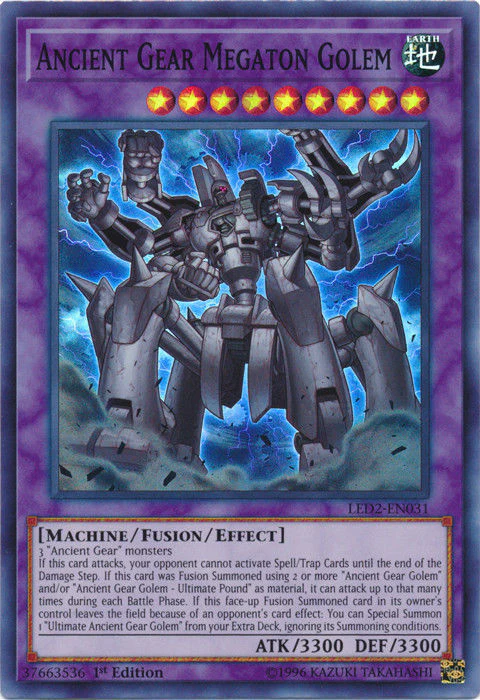 ANCIENT GEAR MEGATON GOLEM
EARTH
地
LED2-EN031
[MACHINE/FUSION/EFFECT]
3 "Ancient Gear" monsters
If this card attacks, your opponent cannot activate Spell/Trap Cards until the end of the
Damage Step. If this card was Fusion Summoned using 2 or more "Ancient Gear Golem"
and/or "Ancient Gear Golem - Ultimate Pound" as material, it can attack up to that many
times during each Battle Phase. If this face-up Fusion Summoned card in its owner's
control leaves the field because of an opponent's card effect: You can Special Summon
1 "Ultimate Ancient Gear Golem" from your Extra Deck, ignoring its Summoning conditions.
ATK/3300 DEF/3300
37663536 1st Edition ©1996 KAZUKI TAKAHASHI